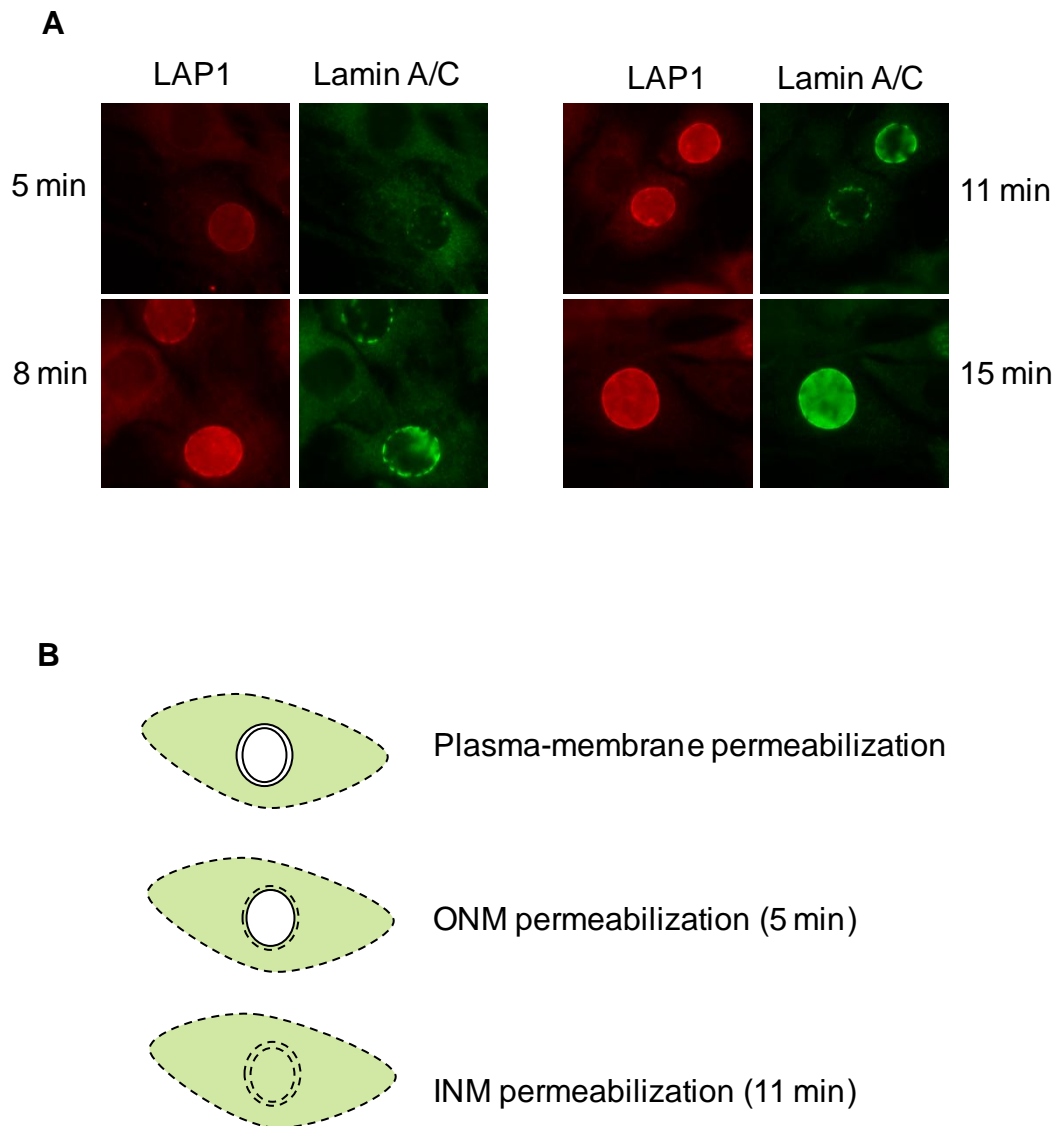 A
LAP1 Lamin A/C LAP1 Lamin A/C
5 min 11 min
8 min 15 min
B
Plasma-membrane permeabilization
ONM permeabilization (5 min)
INM permeabilization (11 min)